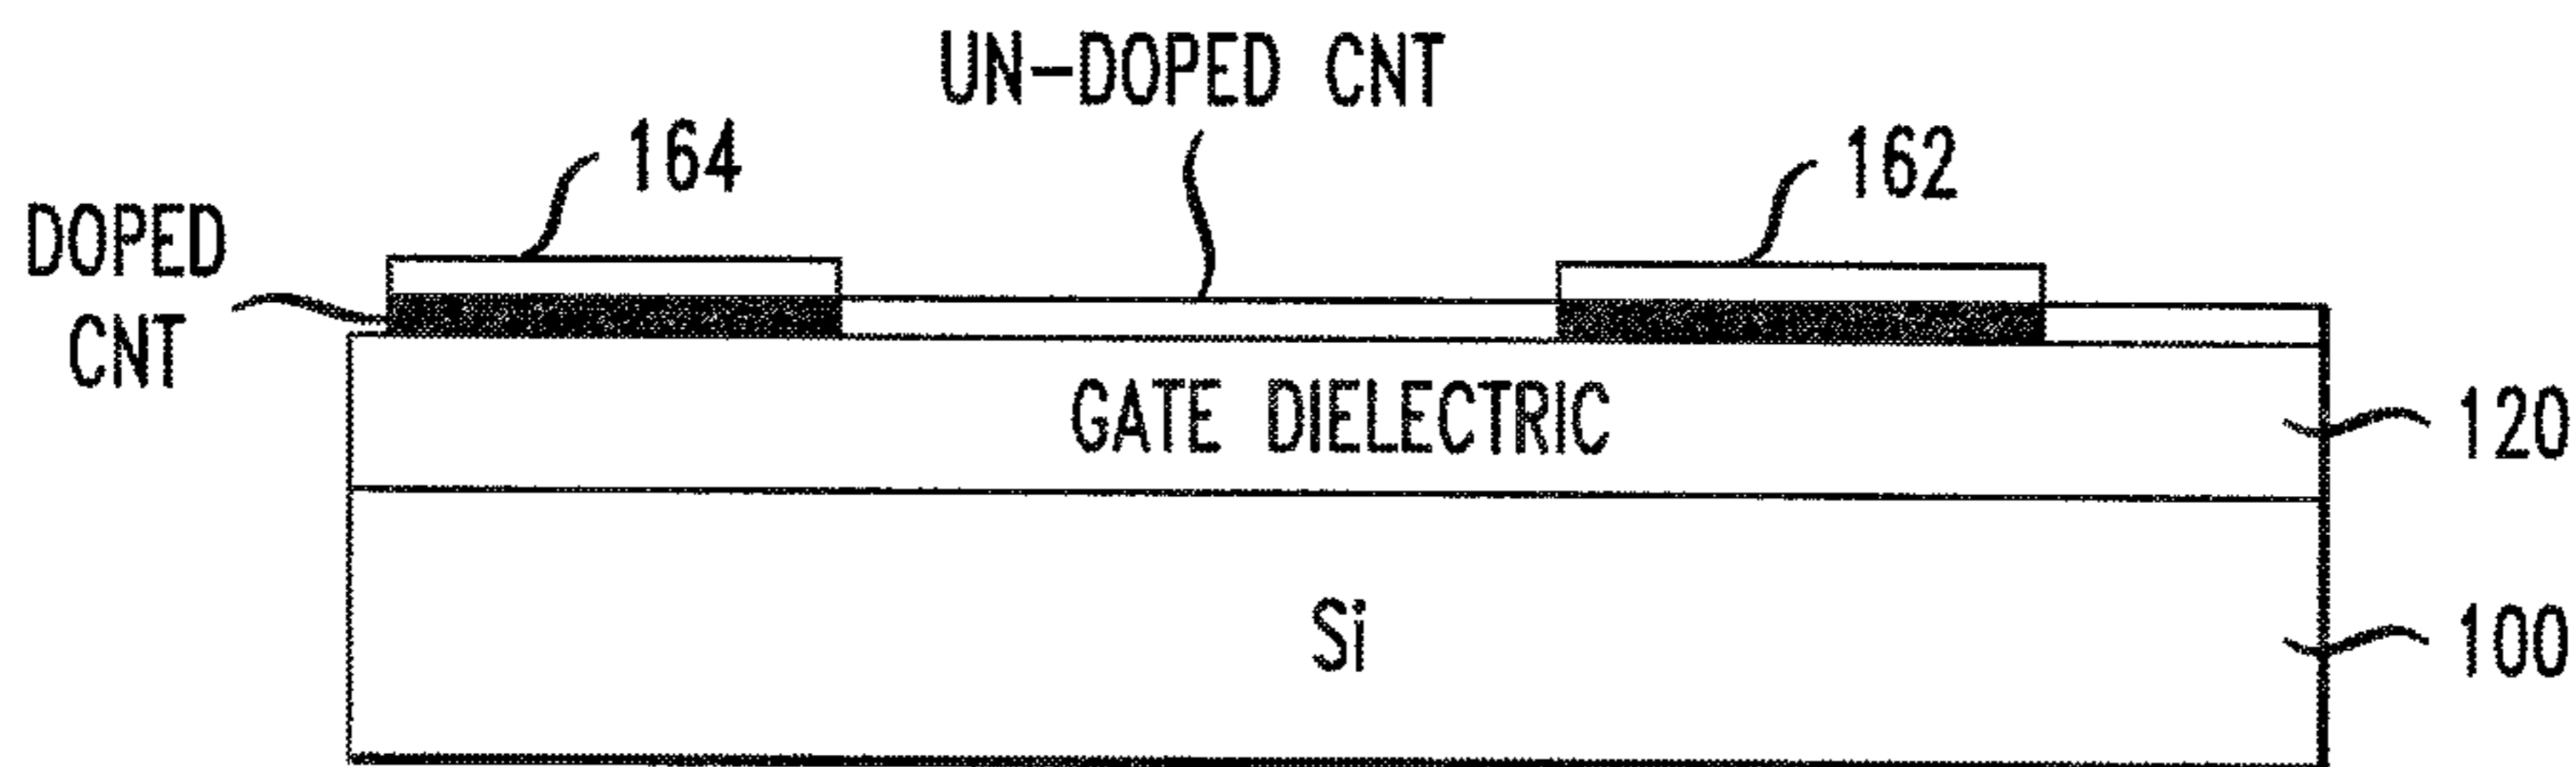 UN-DOPED CNT
164
162
DOPED
CNT
GATE DIELECTRIC
120
Si
100